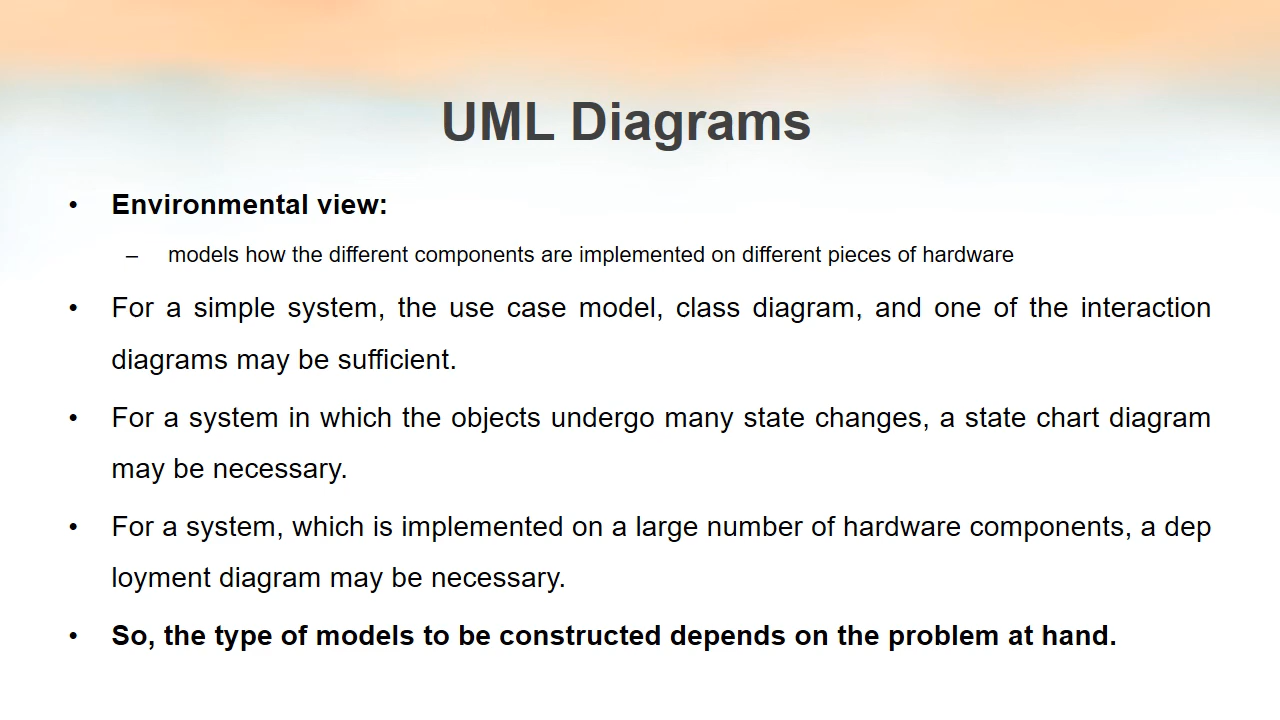 UML Diagrams
• Environmental view:
– models how the different components are implemented on different pieces of hardware
• For a simple system, the use case model, class diagram, and one of the interaction
diagrams may be sufficient.
• For a system in which the objects undergo many state changes, a state chart diagram
may be necessary.
• For a system, which is implemented on a large number of hardware components, a dep
loyment diagram may be necessary.
• So, the type of models to be constructed depends on the problem at hand.